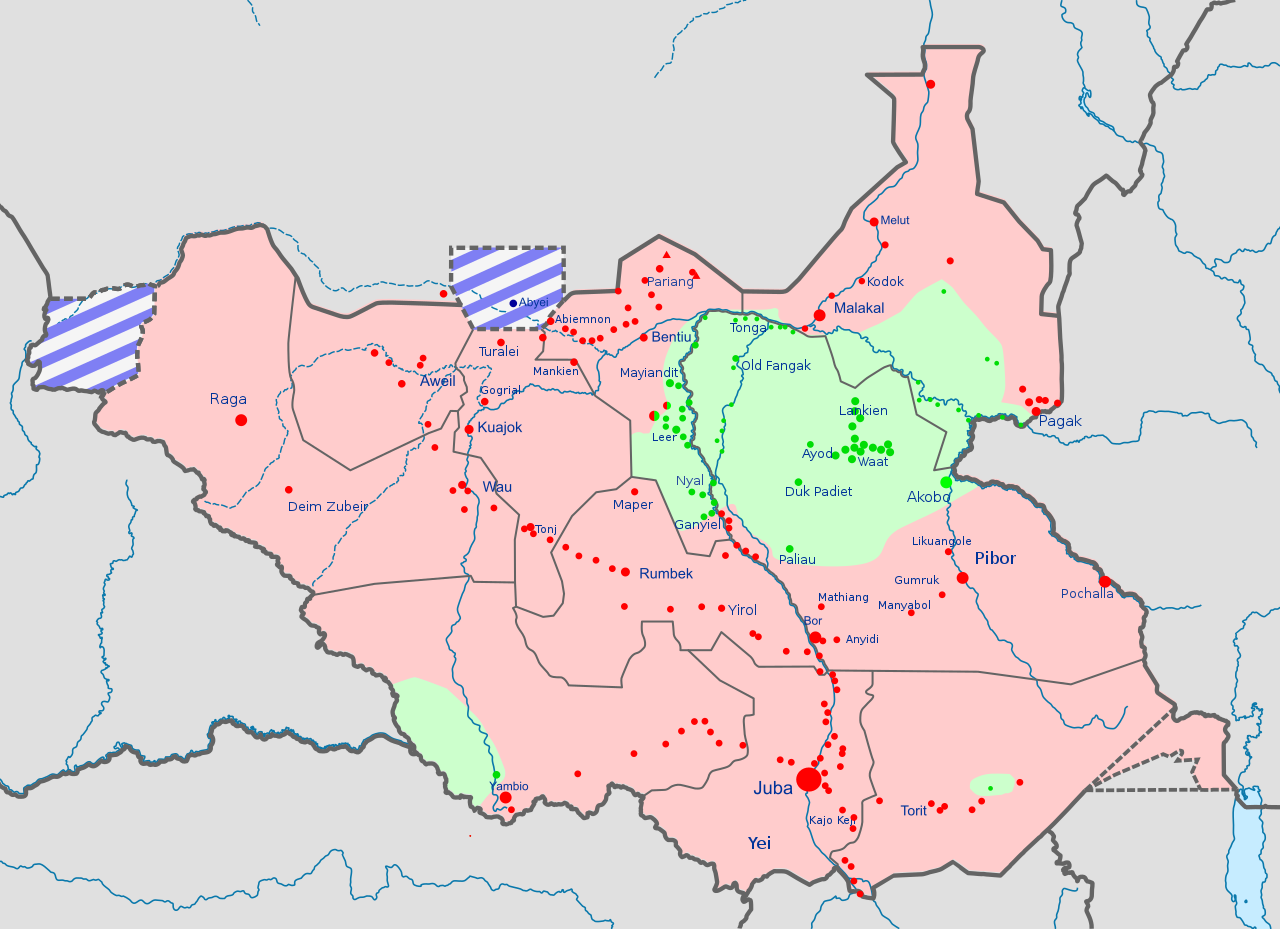 Melut
Abyei
Pariang
Kodok
Malakal
Abiemnon
Tonga
Bentiu
Turalei
Old Fangak
Mankien
Mayiandit
Aweil
Gogrial
Raga
Lankien
Pagak
Kuajok
Leer
Ayod
Waat
Nyal
Wau
Duk Padiet
Akobo
Deim Zubeir
Maper
Ganyiel
Tonj
Likuangole
Paliau
Pibor
Rumbek
Gumruk
Pochalla
Mathiang
Manyabol
Yirol
Bor
Anyidi
Yambio
Juba
Torit
Kajo Keji
Yei